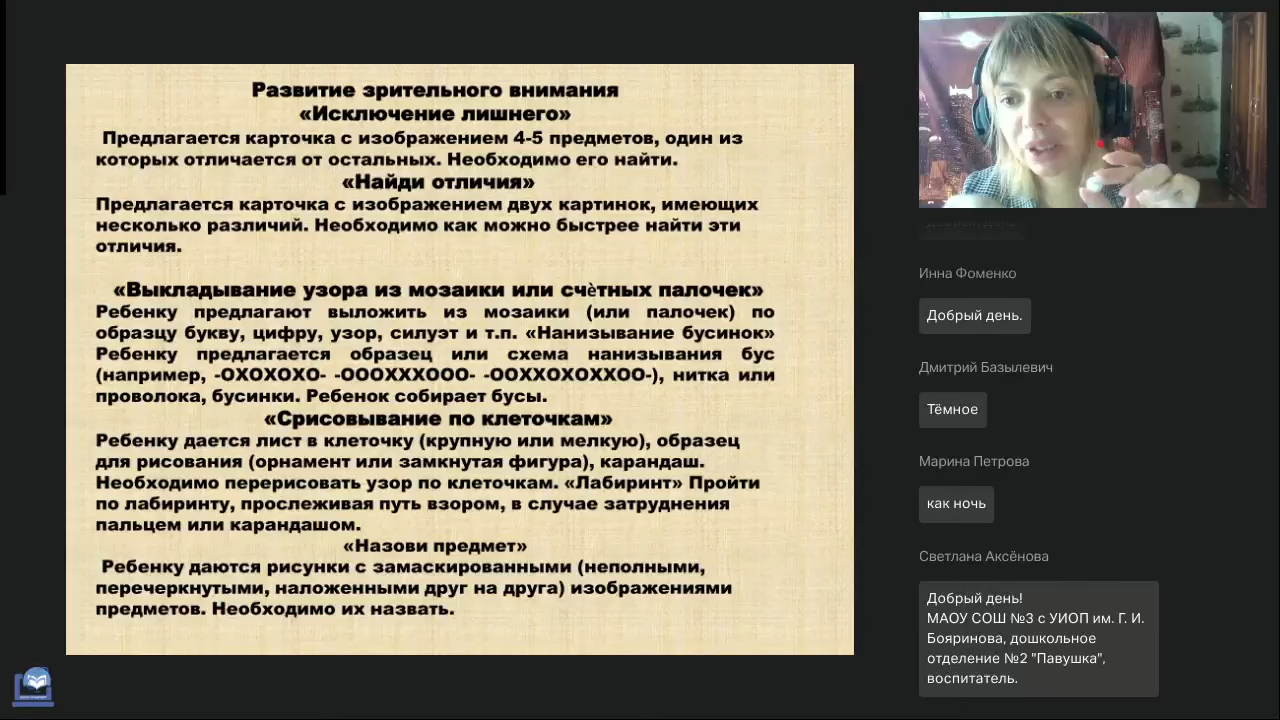 Развитие зрительного внимания
«Исключение лишнего»
Предлагается карточка с изображением 4-5 предметов, один из
которых отличается от остальных. Необходимо его найти.
«Найди отличия»
Предлагается карточка с изображением двух картинок, имеющих
несколько различий. Необходимо как можно быстрее найти эти
отличия.
«Выкладывание узора из мозаики или счѐтных палочек»
Ребенку предлагают выложить из мозаики (или палочек) по
образцу букву, цифру, узор, силуэт и т.п. «Нанизывание бусинок»
Ребенку предлагается образец или схема нанизывания бус
(например, -ОХОХОХО- -ОООХХХООО- -ООХХОХОХХОО-), нитка или
проволока, бусинки. Ребенок собирает бусы.
«Срисовывание по клеточкам»
Ребенку дается лист в клеточку (крупную или мелкую), образец
для рисования (орнамент или замкнутая фигура), карандаш.
Необходимо перерисовать узор по клеточкам. «Лабиринт» Пройти
по лабиринту, прослеживая путь взором, в случае затруднения
пальцем или карандашом.
«Назови предмет»
Ребенку даются рисунки с замаскированными (неполными,
перечеркнутыми, наложенными друг на друга) изображениями
предметов. Необходимо их назвать.
Инна Фоменко
Добрый день.
Дмитрий Базылевич
Тёмное
Марина Петрова
как ночь
Светлана Аксёнова
Добрый день!
МАОУ СОШ №3 с УИОП им. Г. И.
Бояринова, дошкольное
отделение №2 "Павушка",
воспитатель.